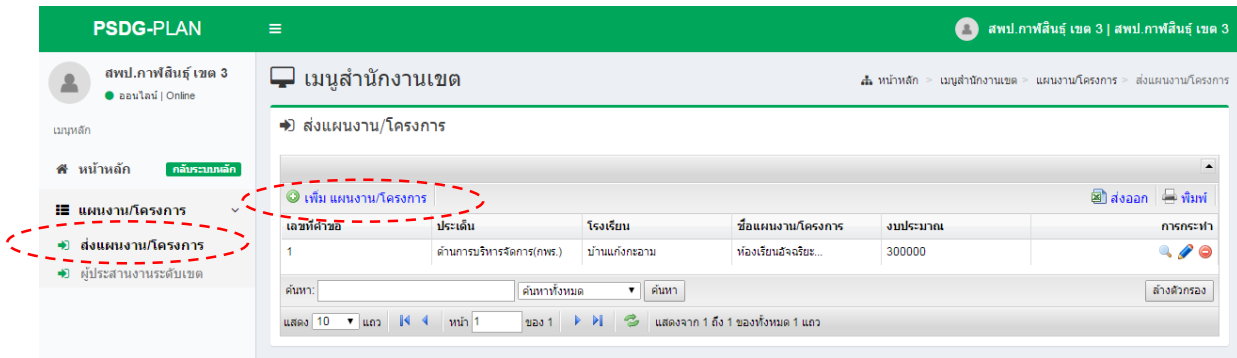 PSDG-PLAN
สพป.กาฬสินธุ์ เขต 3 | สพป.กาฬสินธุ์ เขต 3
สพป.กาฬสินธุ์ เขต 3
ออนไลน์ | Online
เมนูหลัก
หน้าหลัก กลับระบบหลัก
แผนงาน/โครงการ
ส่งแผนงาน/โครงการ
ผู้ประสานงานระดับเขต
เมนูสำนักงานเขต
หน้าหลัก > เมนูสำนักงานเขต > แผนงาน/โครงการ > ส่งแผนงาน/โครงการ
ส่งแผนงาน/โครงการ
เพิ่ม แผนงาน/โครงการ ส่งออก พิมพ์
เลขที่คำขอ ประเด็น โรงเรียน ชื่อแผนงาน/โครงการ งบประมาณ การกระทำ
1 ด้านการบริหารจัดการ(กพร.) บ้านแก้งกะอาม ห้องเรียนอัจฉริยะ... 300000
ค้นหา: ค้นหาทั้งหมด ค้นหา ล้างตัวกรอง
แสดง 10 แถว หน้า 1 ของ 1 แสดงจาก 1 ถึง 1 ของทั้งหมด 1 แถว